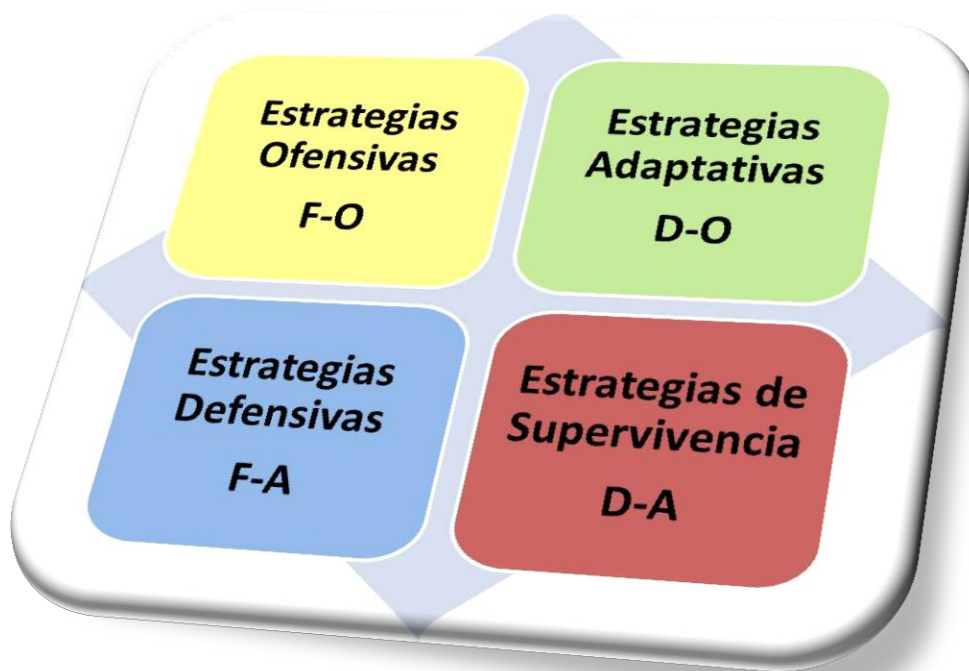 Estrategias
Ofensivas
F-O
Estrategias
Adaptativas
D-O
Estrategias
Defensivas
F-A
Estrategias de
Supervivencia
D-A